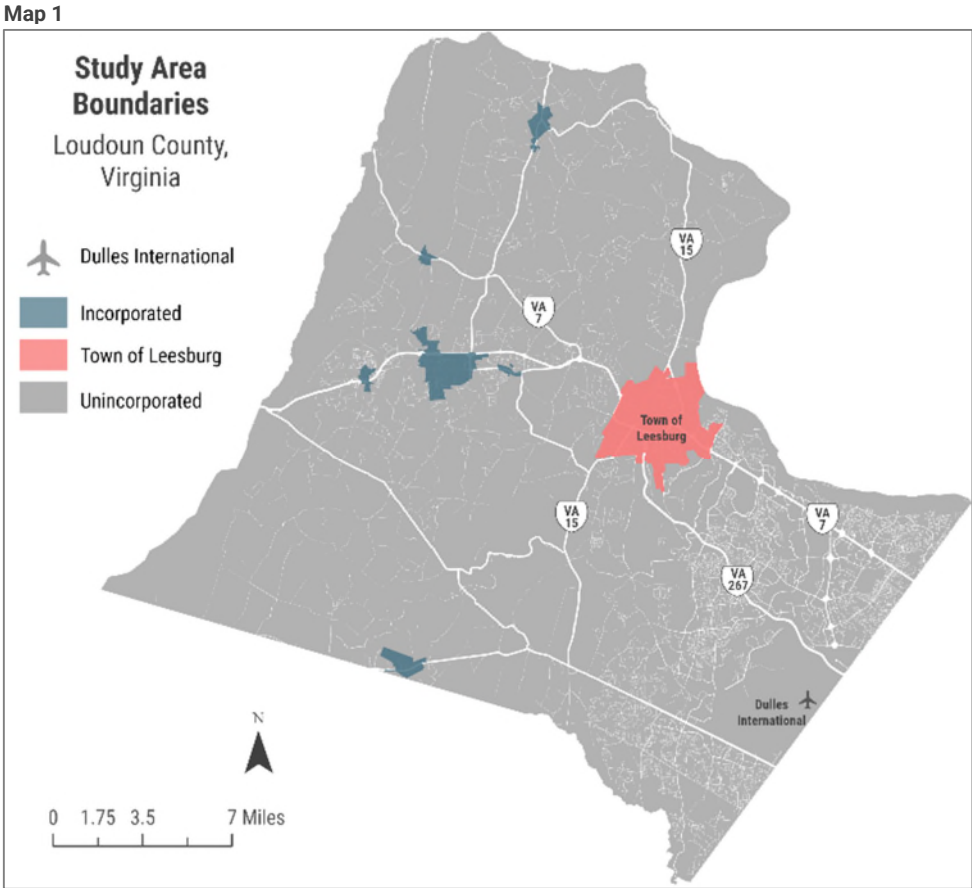 Map 1
Study Area
Boundaries
Loudoun County,
Virginia
Dulles International
Incorporated
Town of Leesburg
Unincorporated
VA
15
VA
7
Town of
Leesburg
VA
15
VA
7
VA
267
Dulles
International
N
0 1.75 3.5 7 Miles